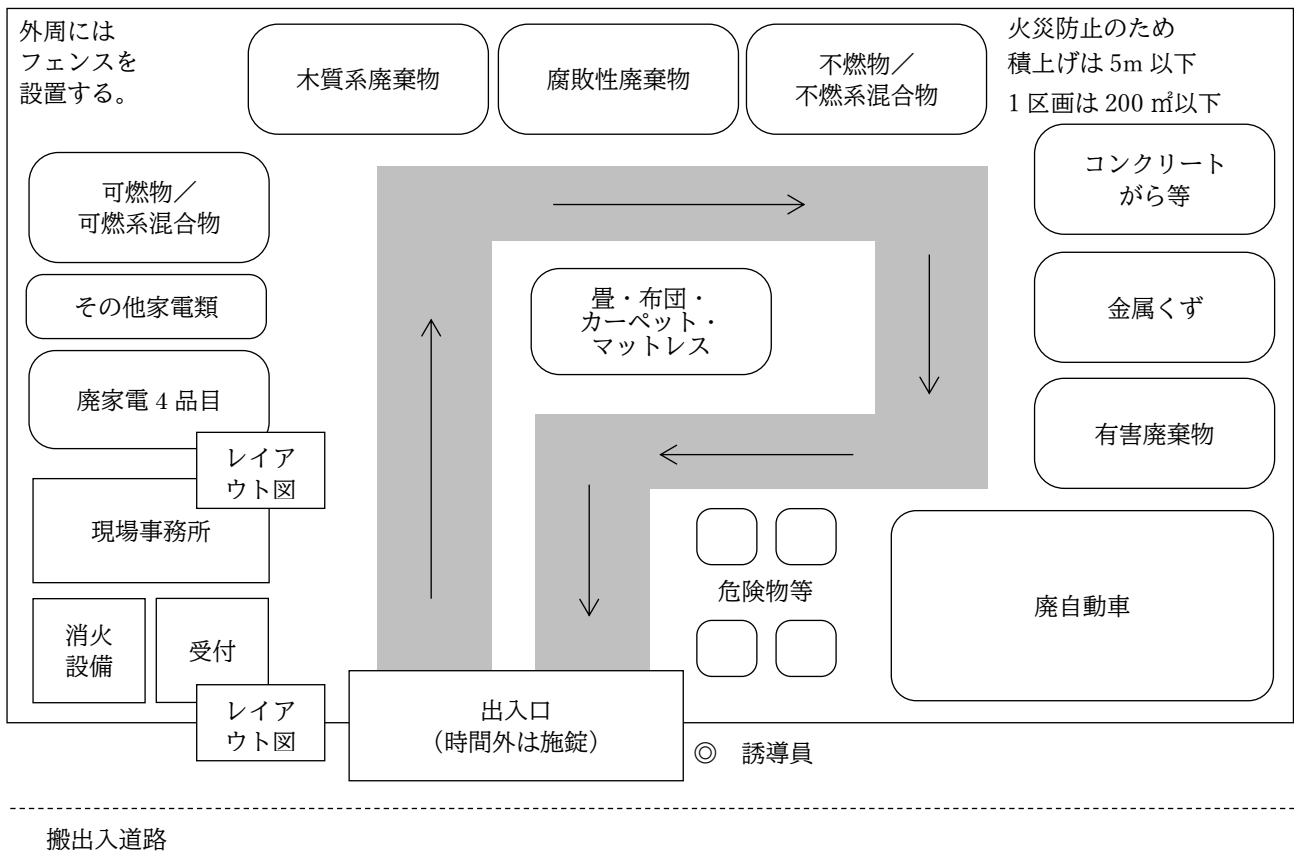 外周には
フェンスを
設置する。
木質系廃棄物
腐敗性廃棄物
不燃物／
不燃系混合物
火災防止のため
積上げは 5m 以下
1 区画は 200 ㎡以下
可燃物／
可燃系混合物
コンクリート
がら等
その他家電類
畳・布団・
カーペット・
マットレス
金属くず
廃家電 4 品目
有害廃棄物
レイア
ウト図
現場事務所
危険物等
廃自動車
消火
設備
受付
レイア
ウト図
出入口
（時間外は施錠）
◎　誘導員
搬出入道路